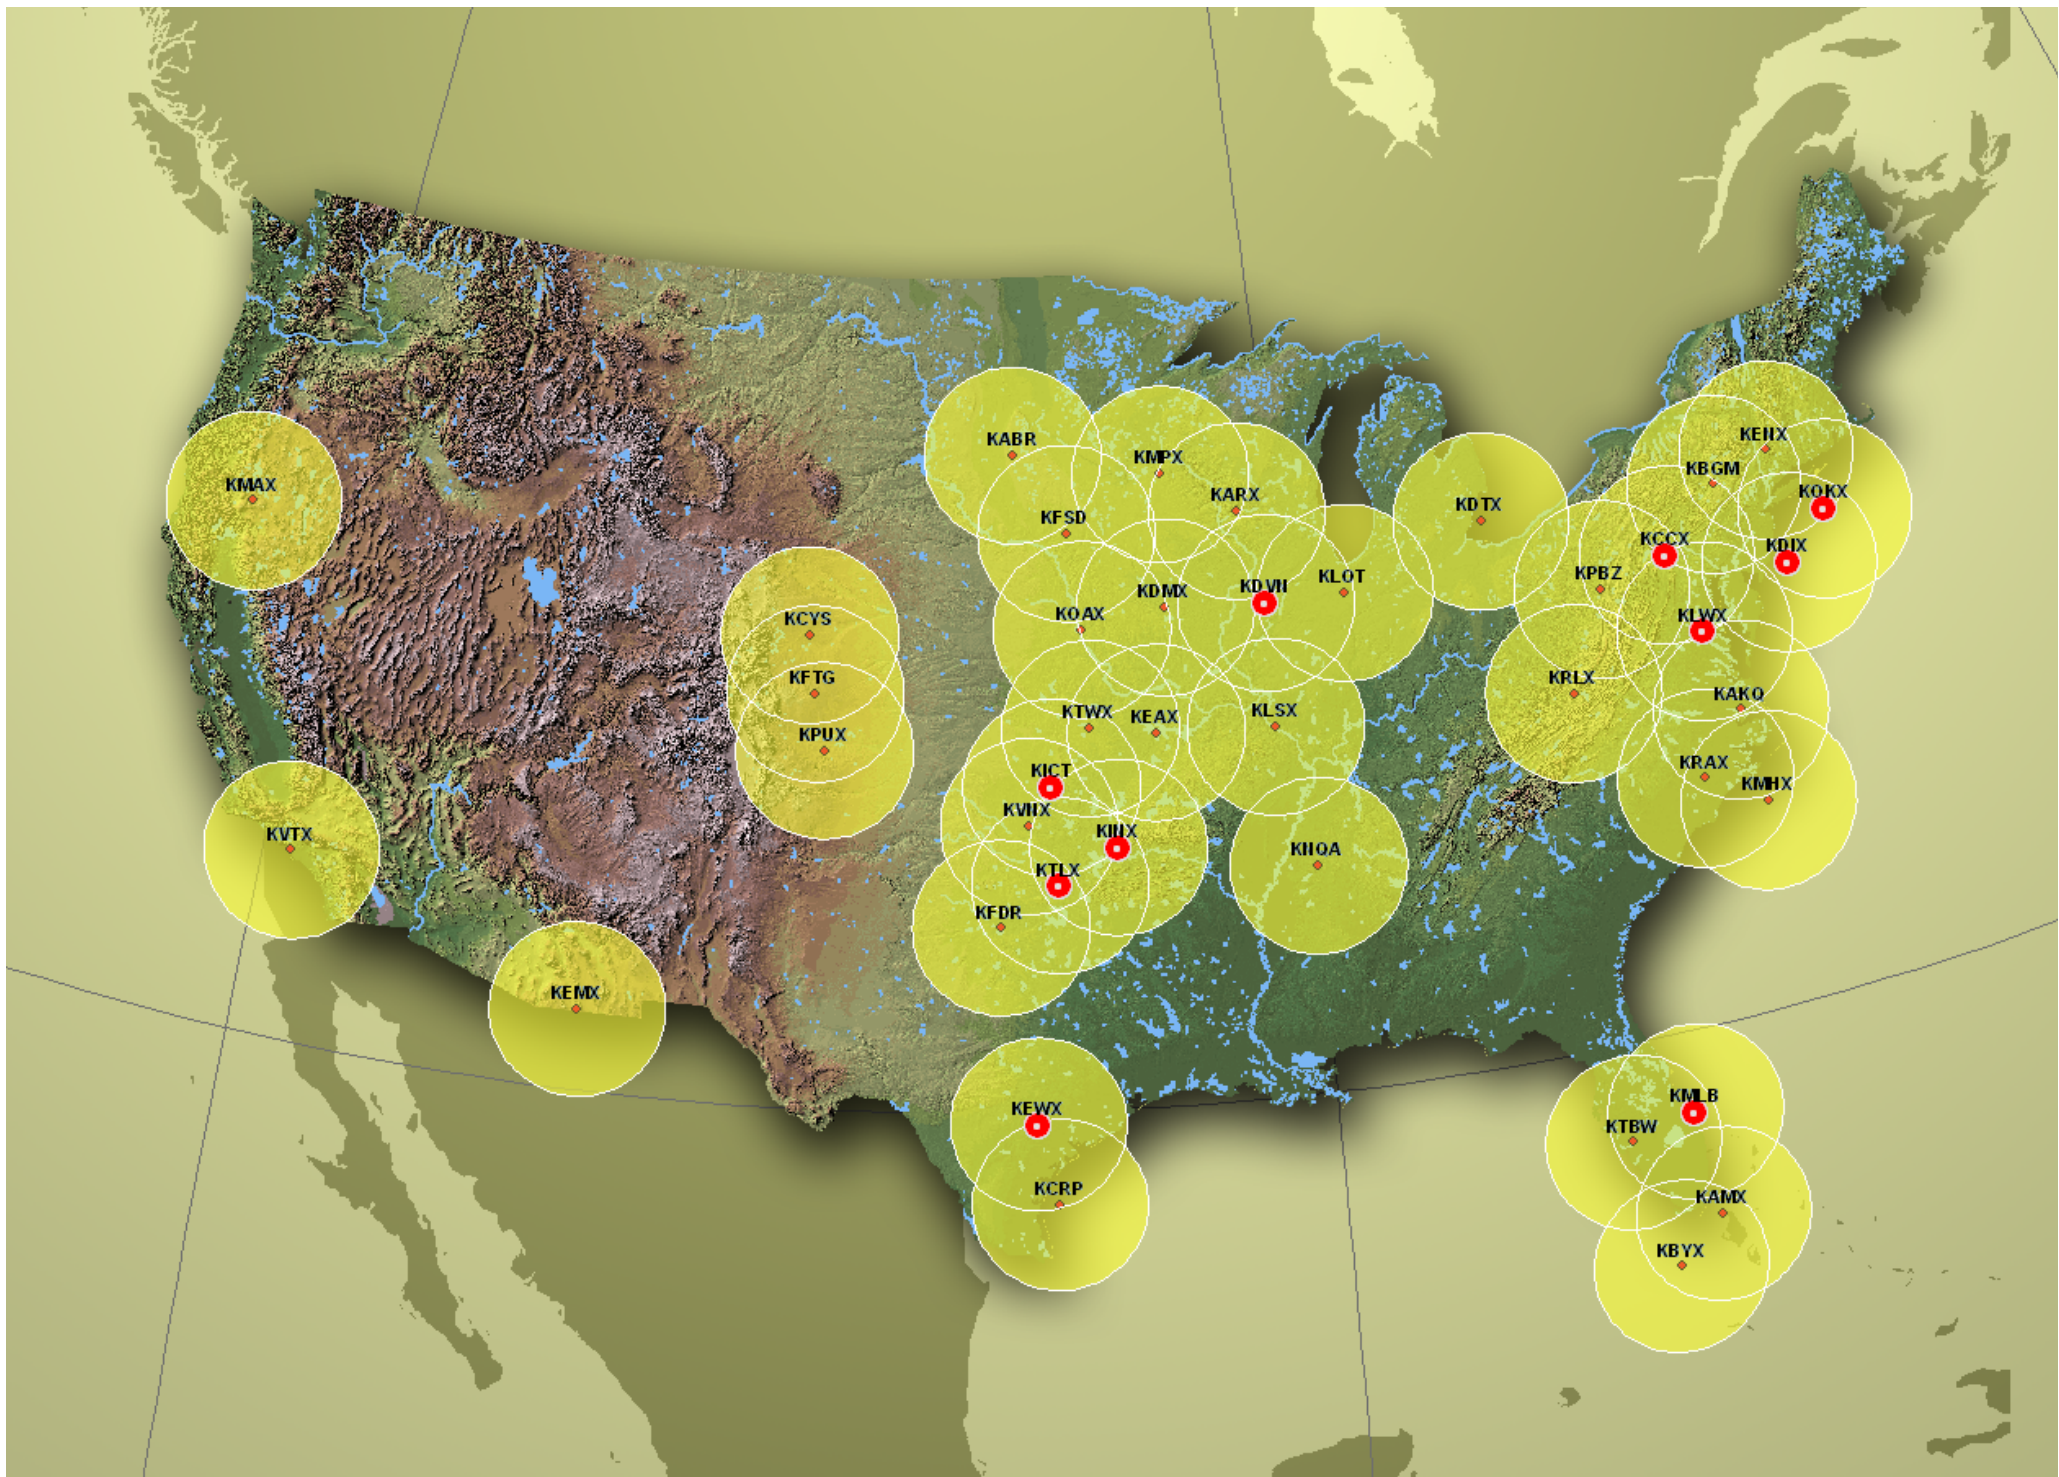 KENX
KABR
KMPX
KBGM
KMAX
KARX
KOKX
KDTX
KFSD
KCCX
KDIX
KPBZ
KLOT
KDVN
KDMX
KOAX
KLWX
KCYS
KFTG
KRLX
KAKQ
KTWX
KEAX
KLSX
KPUX
KRAX
KICT
KMHX
KVNX
KINX
KVTX
KNQA
KTLX
KFDR
KEMX
KEWX
KMLB
KTBW
KCRP
KAMX
KBYX